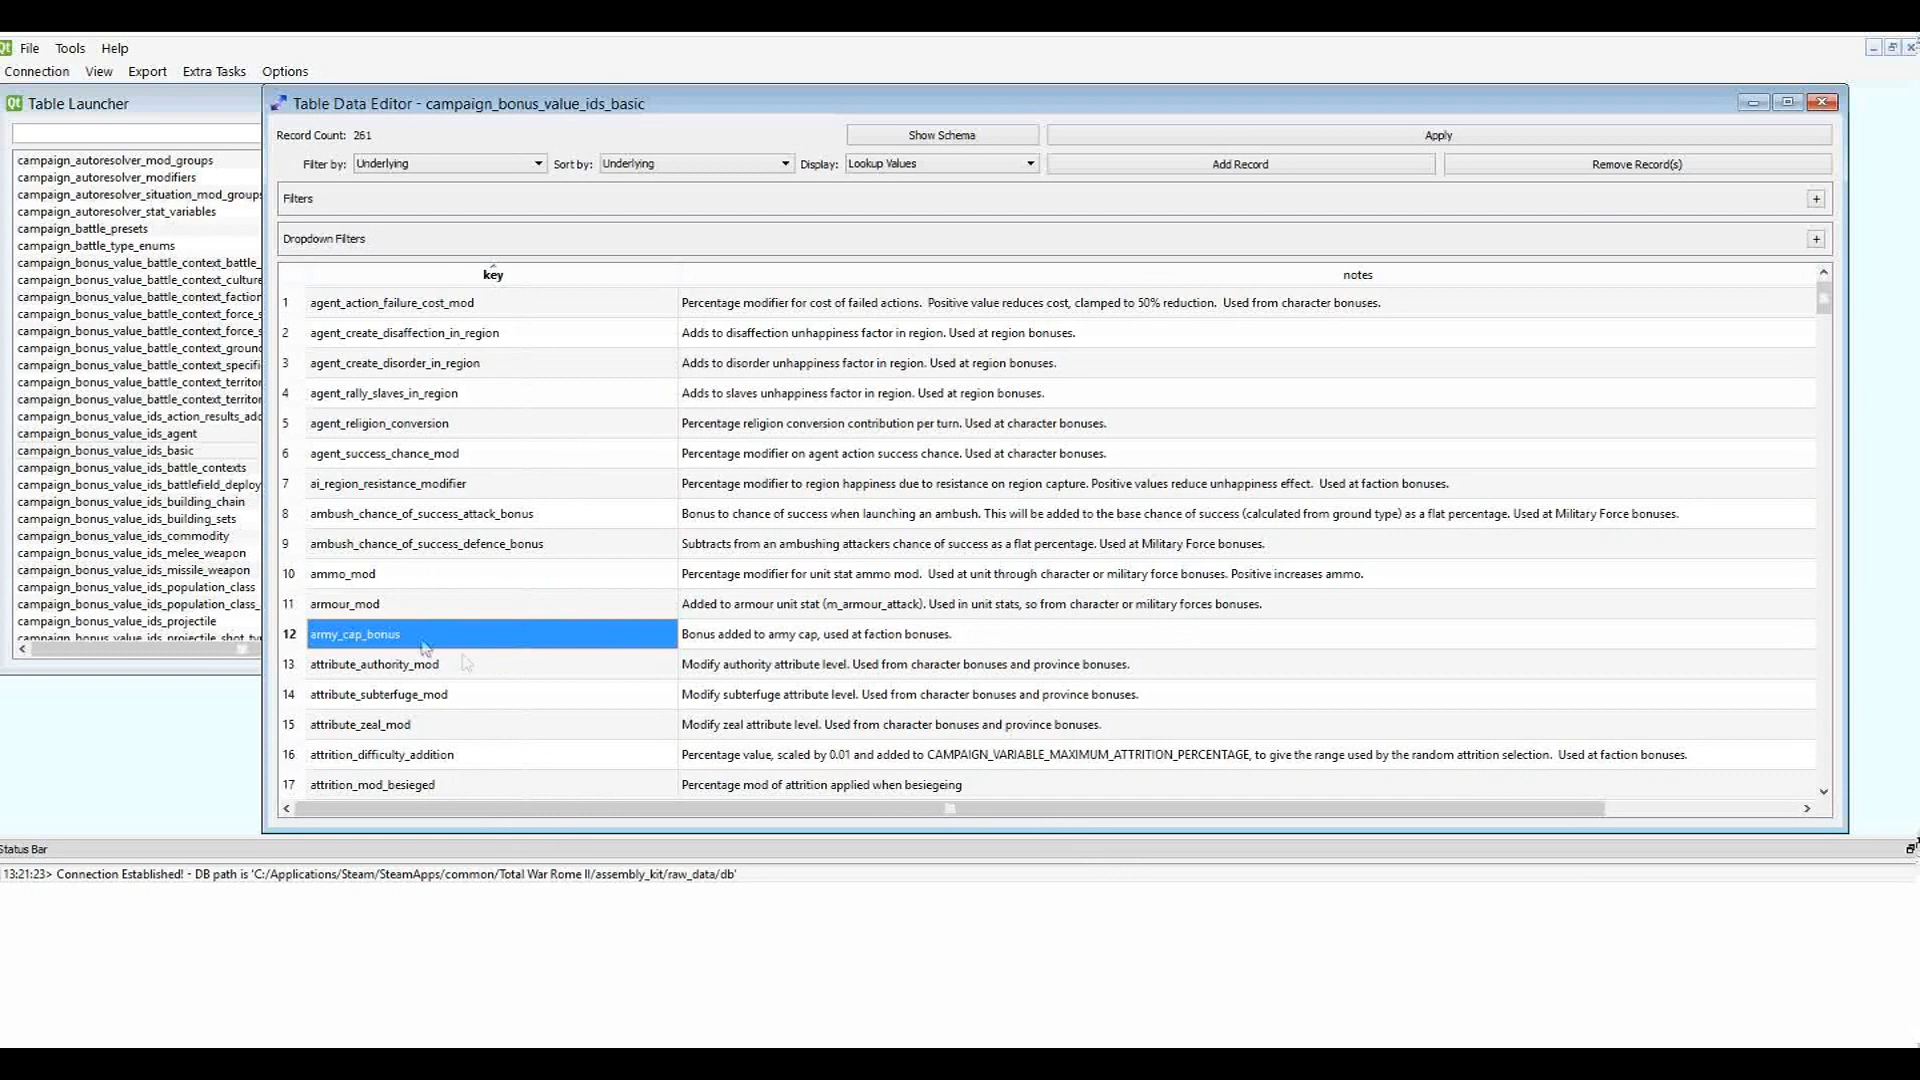 File Tools Help
Connection View Export Extra Tasks Options
Table Launcher
campaign_autoresolver_mod_groups
campaign_autoresolver_modifiers
campaign_autoresolver_situation_mod_groups
campaign_autoresolver_stat_variables
campaign_battle_presets
campaign_battle_type_enums
campaign_bonus_value_battle_context_battle_
campaign_bonus_value_battle_context_culture
campaign_bonus_value_battle_context_faction
campaign_bonus_value_battle_context_force_s
campaign_bonus_value_battle_context_force_s
campaign_bonus_value_battle_context_ground
campaign_bonus_value_battle_context_specifi
campaign_bonus_value_battle_context_territor
campaign_bonus_value_battle_context_territor
campaign_bonus_value_ids_action_results_add
campaign_bonus_value_ids_agent
campaign_bonus_value_ids_basic
campaign_bonus_value_ids_battle_contexts
campaign_bonus_value_ids_battlefield_deploy
campaign_bonus_value_ids_building_chain
campaign_bonus_value_ids_building_sets
campaign_bonus_value_ids_commodity
campaign_bonus_value_ids_melee_weapon
campaign_bonus_value_ids_missile_weapon
campaign_bonus_value_ids_population_class
campaign_bonus_value_ids_population_class_
campaign_bonus_value_ids_projectile
campaign_bonus_value_ids_projectile_shot_ty
Table Data Editor - campaign_bonus_value_ids_basic
Record Count: 261 Show Schema Apply
Filter by: Underlying Sort by: Underlying Display: Lookup Values Add Record Remove Record(s)
Filters +
Dropdown Filters +
key notes
1 agent_action_failure_cost_mod Percentage modifier for cost of failed actions. Positive value reduces cost, clamped to 50% reduction. Used from character bonuses.
2 agent_create_disaffection_in_region Adds to disaffection unhappiness factor in region. Used at region bonuses.
3 agent_create_disorder_in_region Adds to disorder unhappiness factor in region. Used at region bonuses.
4 agent_rally_slaves_in_region Adds to slaves unhappiness factor in region. Used at region bonuses.
5 agent_religion_conversion Percentage religion conversion contribution per turn. Used at character bonuses.
6 agent_success_chance_mod Percentage modifier on agent action success chance. Used at character bonuses.
7 ai_region_resistance_modifier Percentage modifier to region happiness due to resistance on region capture. Positive values reduce unhappiness effect. Used at faction bonuses.
8 ambush_chance_of_success_attack_bonus Bonus to chance of success when launching an ambush. This will be added to the base chance of success (calculated from ground type) as a flat percentage. Used at Military Force bonuses.
9 ambush_chance_of_success_defence_bonus Subtracts from an ambushing attackers chance of success as a flat percentage. Used at Military Force bonuses.
10 ammo_mod Percentage modifier for unit stat ammo mod. Used at unit through character or military force bonuses. Positive increases ammo.
11 armour_mod Added to armour unit stat (m_armour_attack). Used in unit stats, so from character or military forces bonuses.
12 army_cap_bonus Bonus added to army cap, used at faction bonuses.
13 attribute_authority_mod Modify authority attribute level. Used from character bonuses and province bonuses.
14 attribute_subterfuge_mod Modify subterfuge attribute level. Used from character bonuses and province bonuses.
15 attribute_zeal_mod Modify zeal attribute level. Used from character bonuses and province bonuses.
16 attrition_difficulty_addition Percentage value, scaled by 0.01 and added to CAMPAIGN_VARIABLE_MAXIMUM_ATTRITION_PERCENTAGE, to give the range used by the random attrition selection. Used at faction bonuses.
17 attrition_mod_besieged Percentage mod of attrition applied when besiegeing
Status Bar
13:21:23> Connection Established! - DB path is 'C:/Applications/Steam/SteamApps/common/Total War Rome II/assembly_kit/raw_data/db'